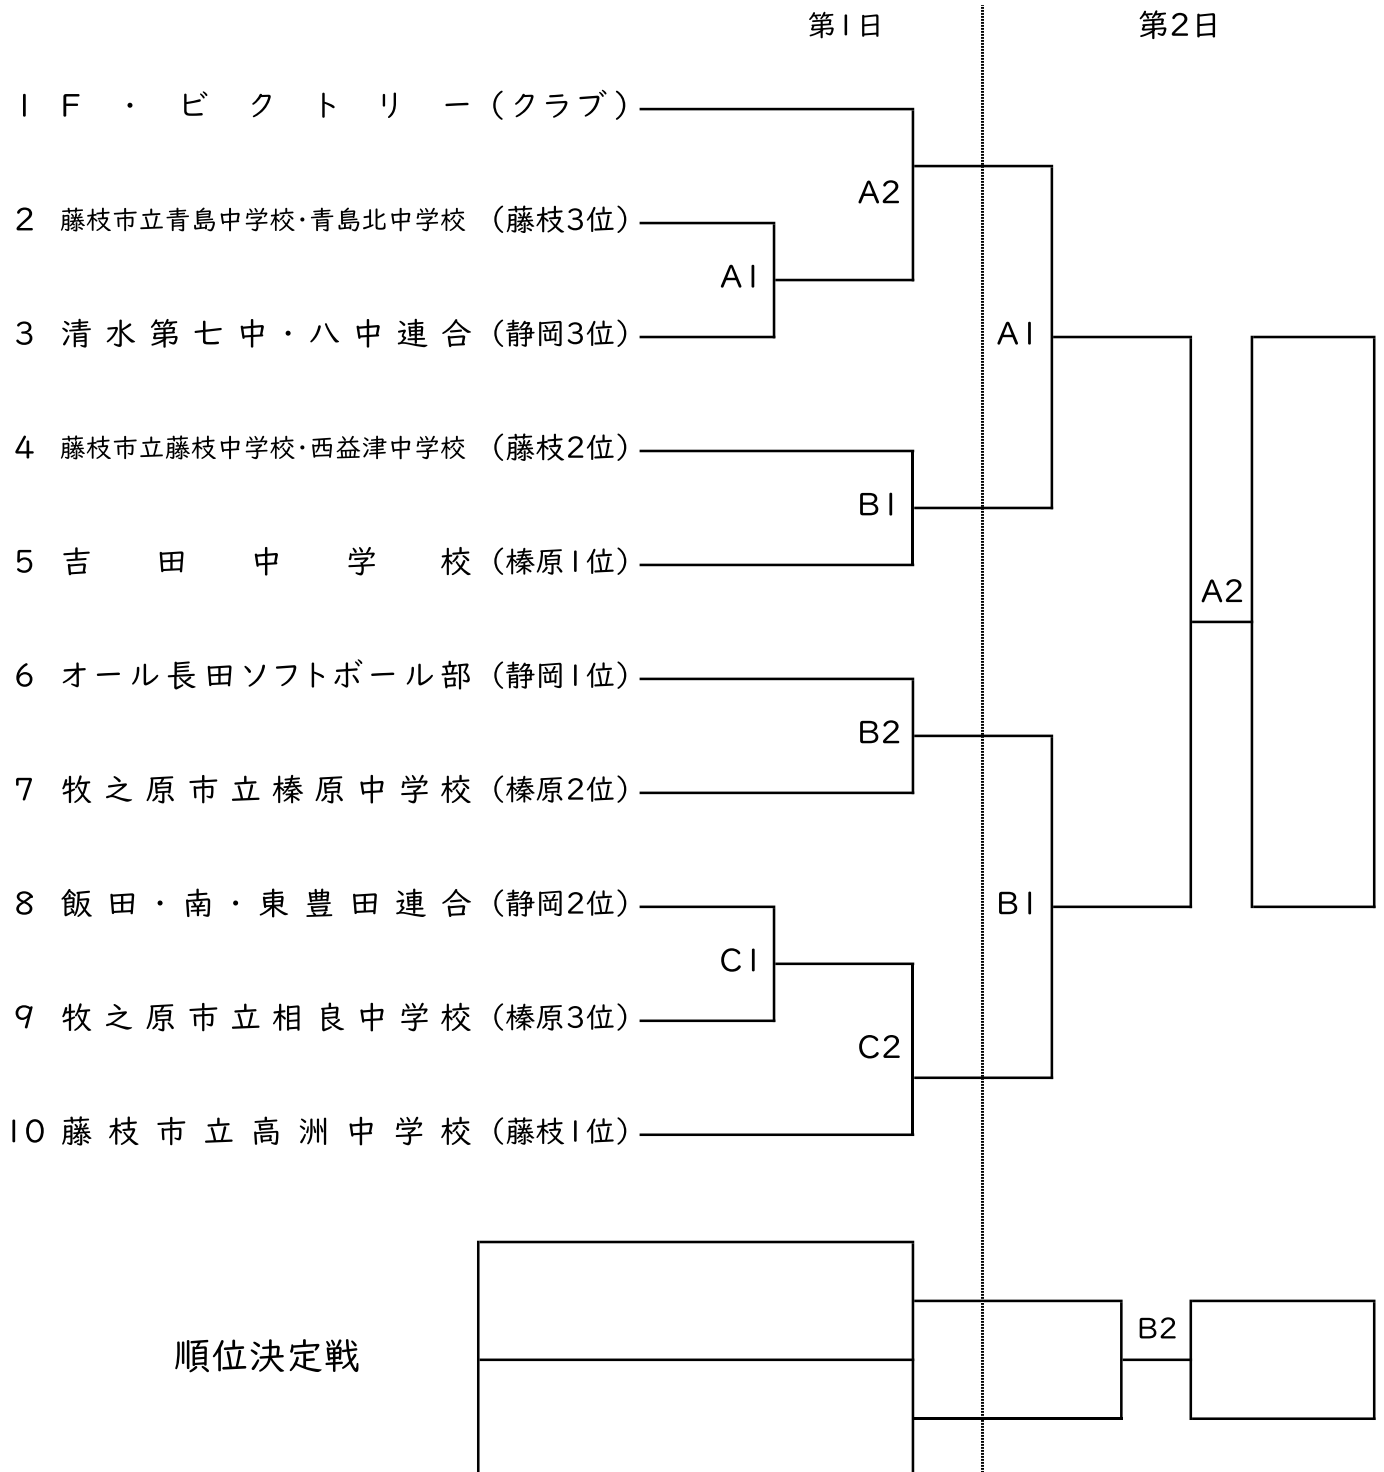 第1日 第2日
1 F・ビクトリー(クラブ)
A2
2 藤枝市立青島中学校・青島北中学校 (藤枝3位)
A1
3 清水第七中・八中連合 (静岡3位)
A1
4 藤枝市立藤枝中学校・西益津中学校 (藤枝2位)
B1
5 吉田中学校 (榛原1位)
A2
6 オール長田ソフトボール部 (静岡1位)
B2
7 牧之原市立榛原中学校 (榛原2位)
8 飯田・南・東豊田連合 (静岡2位)
B1
C1
9 牧之原市立相良中学校 (榛原3位)
C2
10 藤枝市立高洲中学校 (藤枝1位)
B2
順位決定戦